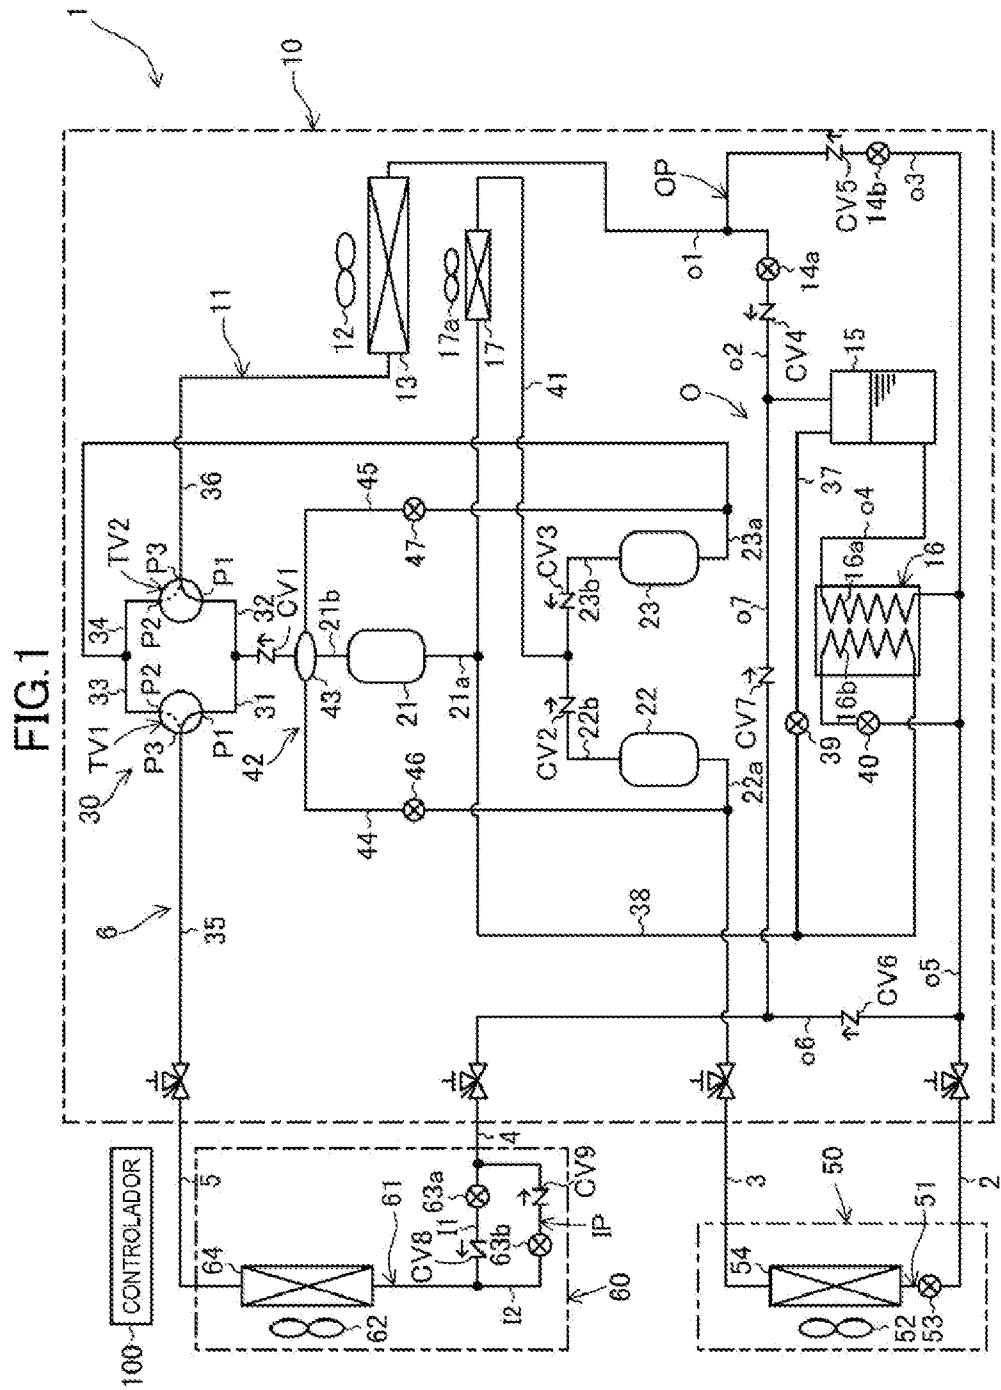 FIG.1
1
10
11
12
13
17a
17
41
OP
o1
14a
CV4
o2
CV5
14b
o3
O
15
37
o4
16a
16
16b
36
TV2
P3
P1
P2
34
33
P2
TV1
P3
P1
30
31
32
CV1
21b
43
42
21
21a
45
47
46
44
CV3
23b
23
23a
CV2
22b
22
22a
o7
CV7
39
40
6
35
38
o6
CV6
o5
5
4
3
2
100
CONTROLADOR
64
61
62
63a
I1
CV8
63b
CV9
IP
I2
60
50
54
51
52
53